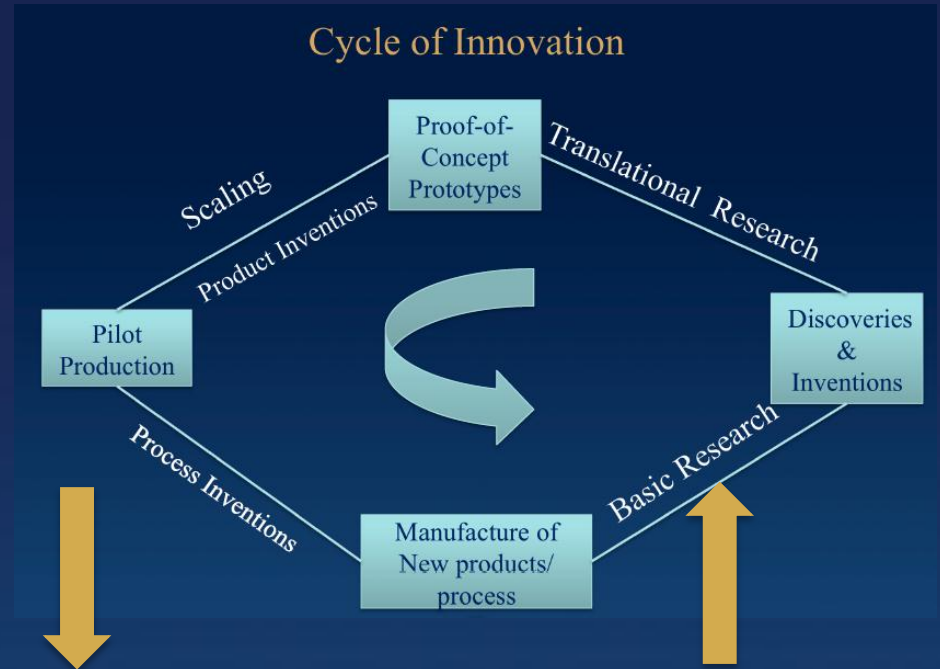 Cycle of Innovation
Proof-of-
Concept
Prototypes
Translational Research
Scaling
Product Inventions
Pilot
Production
Discoveries
&
Inventions
Process Inventions
Basic Research
Manufacture of
New products/
process